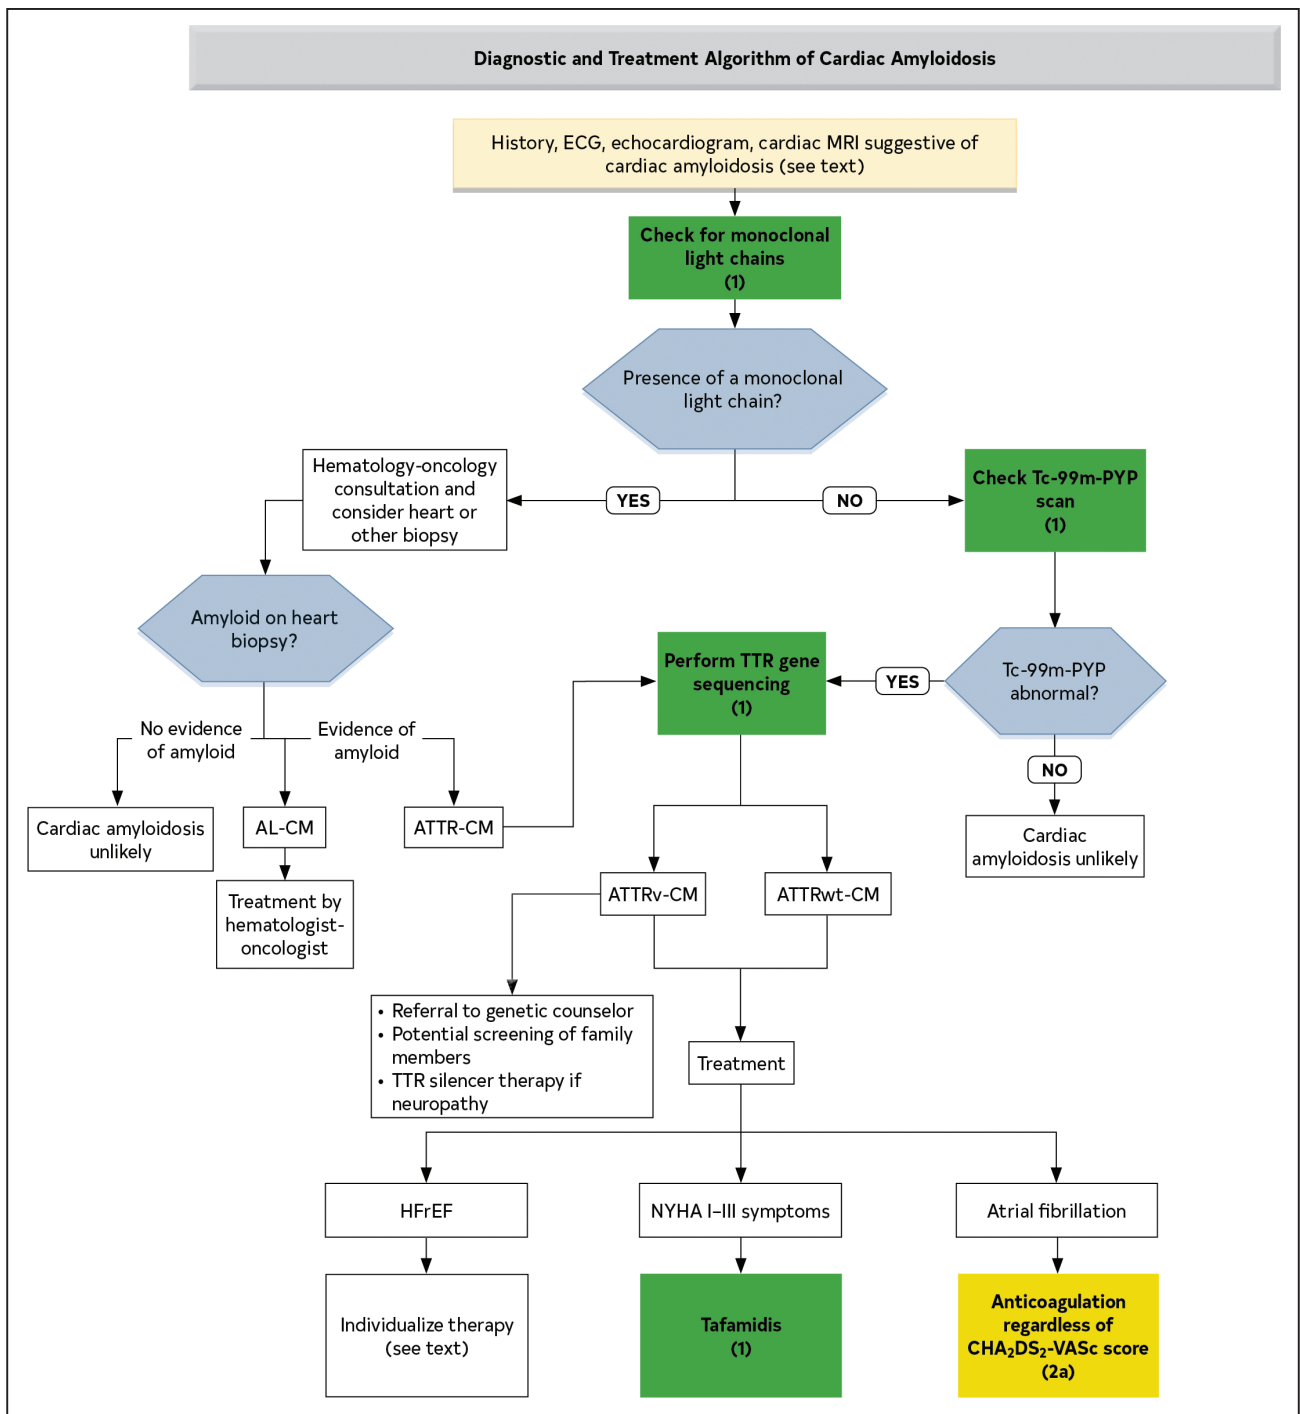 Diagnostic and Treatment Algorithm of Cardiac Amyloidosis
History, ECG, echocardiogram, cardiac MRI suggestive of
cardiac amyloidosis (see text)
Check for monoclonal
light chains
(1)
Presence of a monoclonal
light chain?
YES
NO
Hematology-oncology
consultation and
consider heart or
other biopsy
Check Tc-99m-PYP
scan
(1)
Amyloid on heart
biopsy?
Perform TTR gene
sequencing
(1)
YES
Tc-99m-PYP
abnormal?
No evidence
of amyloid
Evidence of
amyloid
NO
Cardiac amyloidosis
unlikely
AL-CM
ATTR-CM
Cardiac
amyloidosis unlikely
Treatment by
hematologist-
oncologist
ATTRv-CM
ATTRwt-CM
• Referral to genetic counselor
• Potential screening of family
members
• TTR silencer therapy if
neuropathy
Treatment
HFrEF
NYHA I–III symptoms
Atrial fibrillation
Individualize therapy
(see text)
Tafamidis
(1)
Anticoagulation
regardless of
CHA₂DS₂-VASc score
(2a)